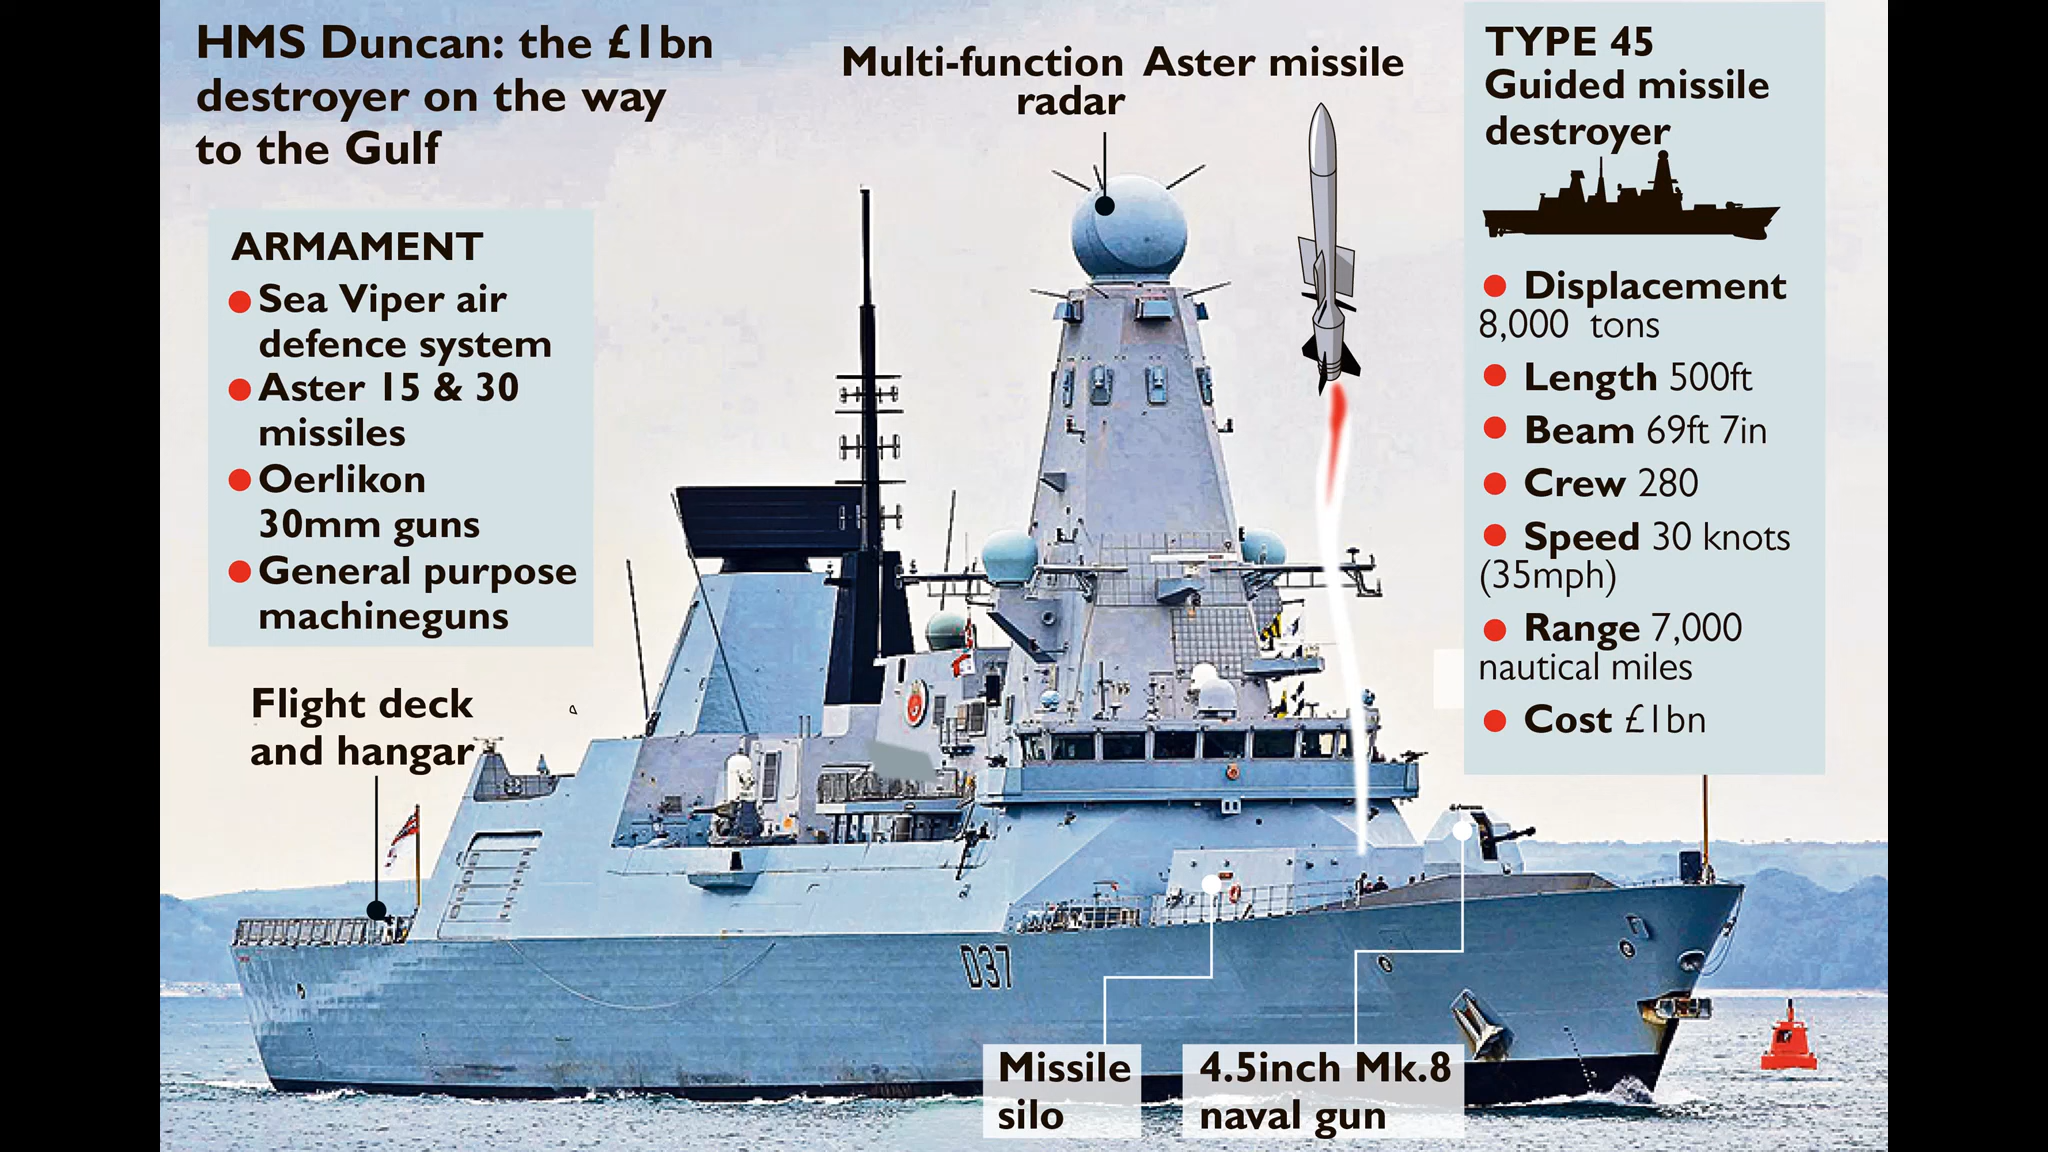 HMS Duncan: the £1bn
destroyer on the way
to the Gulf
ARMAMENT
Sea Viper air
defence system
Aster 15 & 30
missiles
Oerlikon
30mm guns
General purpose
machineguns
Flight deck
and hangar
Multi-function
radar
Aster missile
TYPE 45
Guided missile
destroyer
Displacement
8,000 tons
Length 500ft
Beam 69ft 7in
Crew 280
Speed 30 knots
(35mph)
Range 7,000
nautical miles
Cost £1bn
D37
Missile
silo
4.5inch Mk.8
naval gun